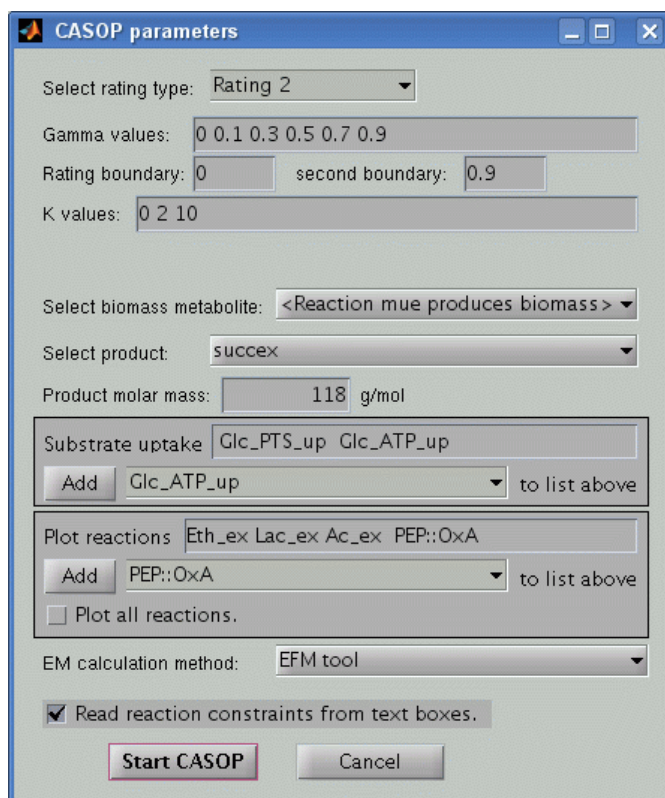 CASOP parameters
Select rating type: Rating 2
Gamma values: 0 0.1 0.3 0.5 0.7 0.9
Rating boundary: 0 second boundary: 0.9
K values: 0 2 10
Select biomass metabolite: <Reaction mue produces biomass>
Select product: succex
Product molar mass: 118 g/mol
Substrate uptake Glc_PTS_up Glc_ATP_up
Add Glc_ATP_up to list above
Plot reactions Eth_ex Lac_ex Ac_ex PEP::OxA
Add PEP::OxA to list above
Plot all reactions.
EM calculation method: EFM tool
Read reaction constraints from text boxes.
Start CASOP Cancel